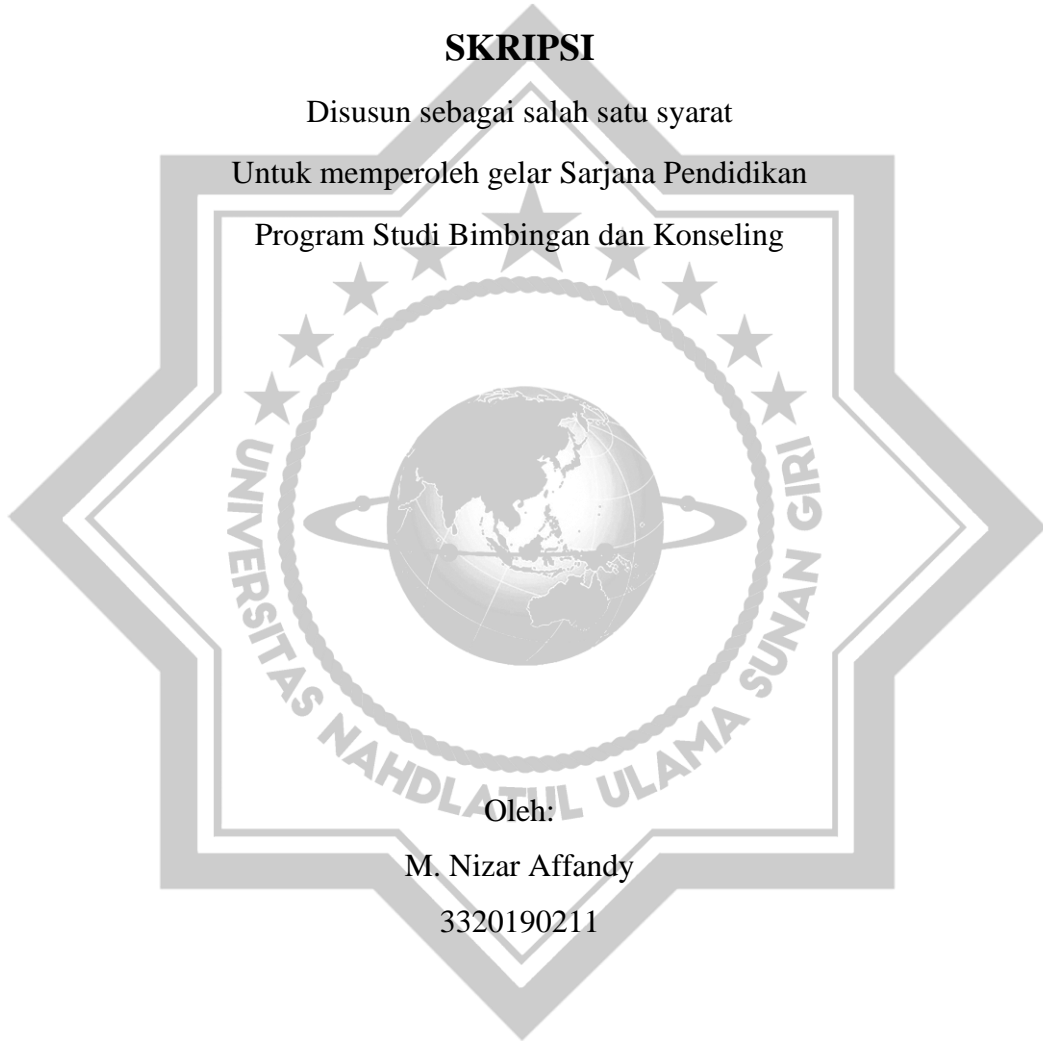 SKRIPSI
Disusun sebagai salah satu syarat
Untuk memperoleh gelar Sarjana Pendidikan
Program Studi Bimbingan dan Konseling
UNIVERSITAS NAHDLATUL ULAMA SUNAN GIRI
Oleh:
M. Nizar Affandy
3320190211